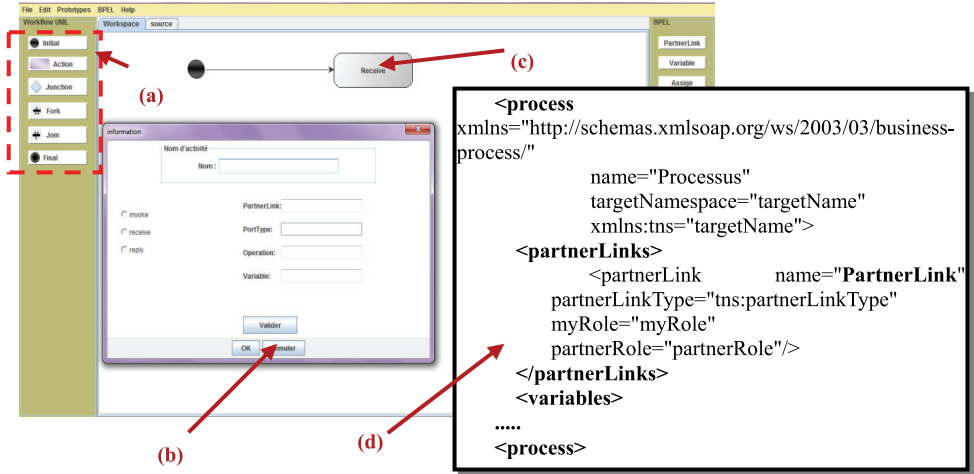 File Edit Prototypes BPEL Help
Workflow UML
Workspace source
BPEL
Initial
Action
Junction
Fork
Join
Final
(a)
Receive
(c)
PartnerLink
Variable
Assign
information
X
Nom d'activité
Nom :
invoke
receive
reply
PartnerLink:
PortType:
Operation:
Variable:
Valider
OK
(b)
(d)
<process
xmlns="http://schemas.xmlsoap.org/ws/2003/03/business-
process/"
name="Processus"
targetNamespace="targetName"
xmlns:tns="targetName">
<partnerLinks>
<partnerLink name="PartnerLink"
partnerLinkType="tns:partnerLinkType"
myRole="myRole"
partnerRole="partnerRole"/>
</partnerLinks>
<variables>
.....
<process>